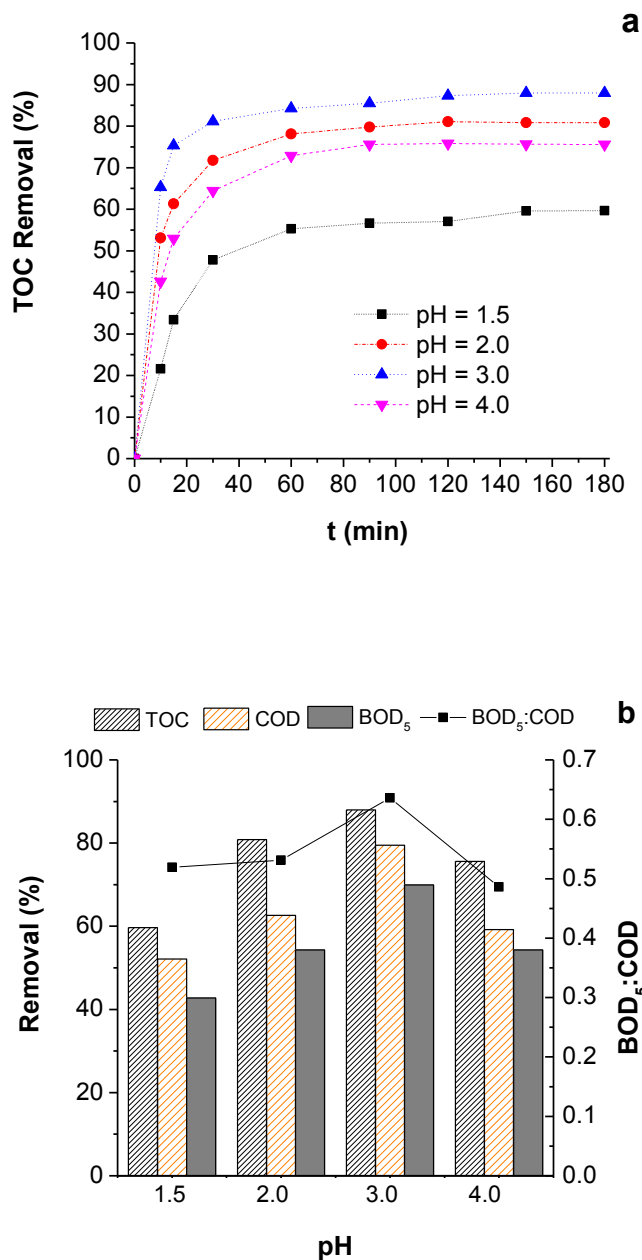 a
100
90
80
70
60
50
40
30
20
10
0
TOC Removal (%)
pH = 1.5
pH = 2.0
pH = 3.0
pH = 4.0
0 20 40 60 80 100 120 140 160 180
t (min)
TOC COD BOD₅ BOD₅:COD b
100
80
60
40
20
0
Removal (%)
0.7
0.6
0.5
0.4
0.3
0.2
0.1
0.0
BOD₅:COD
1.5 2.0 3.0 4.0
pH